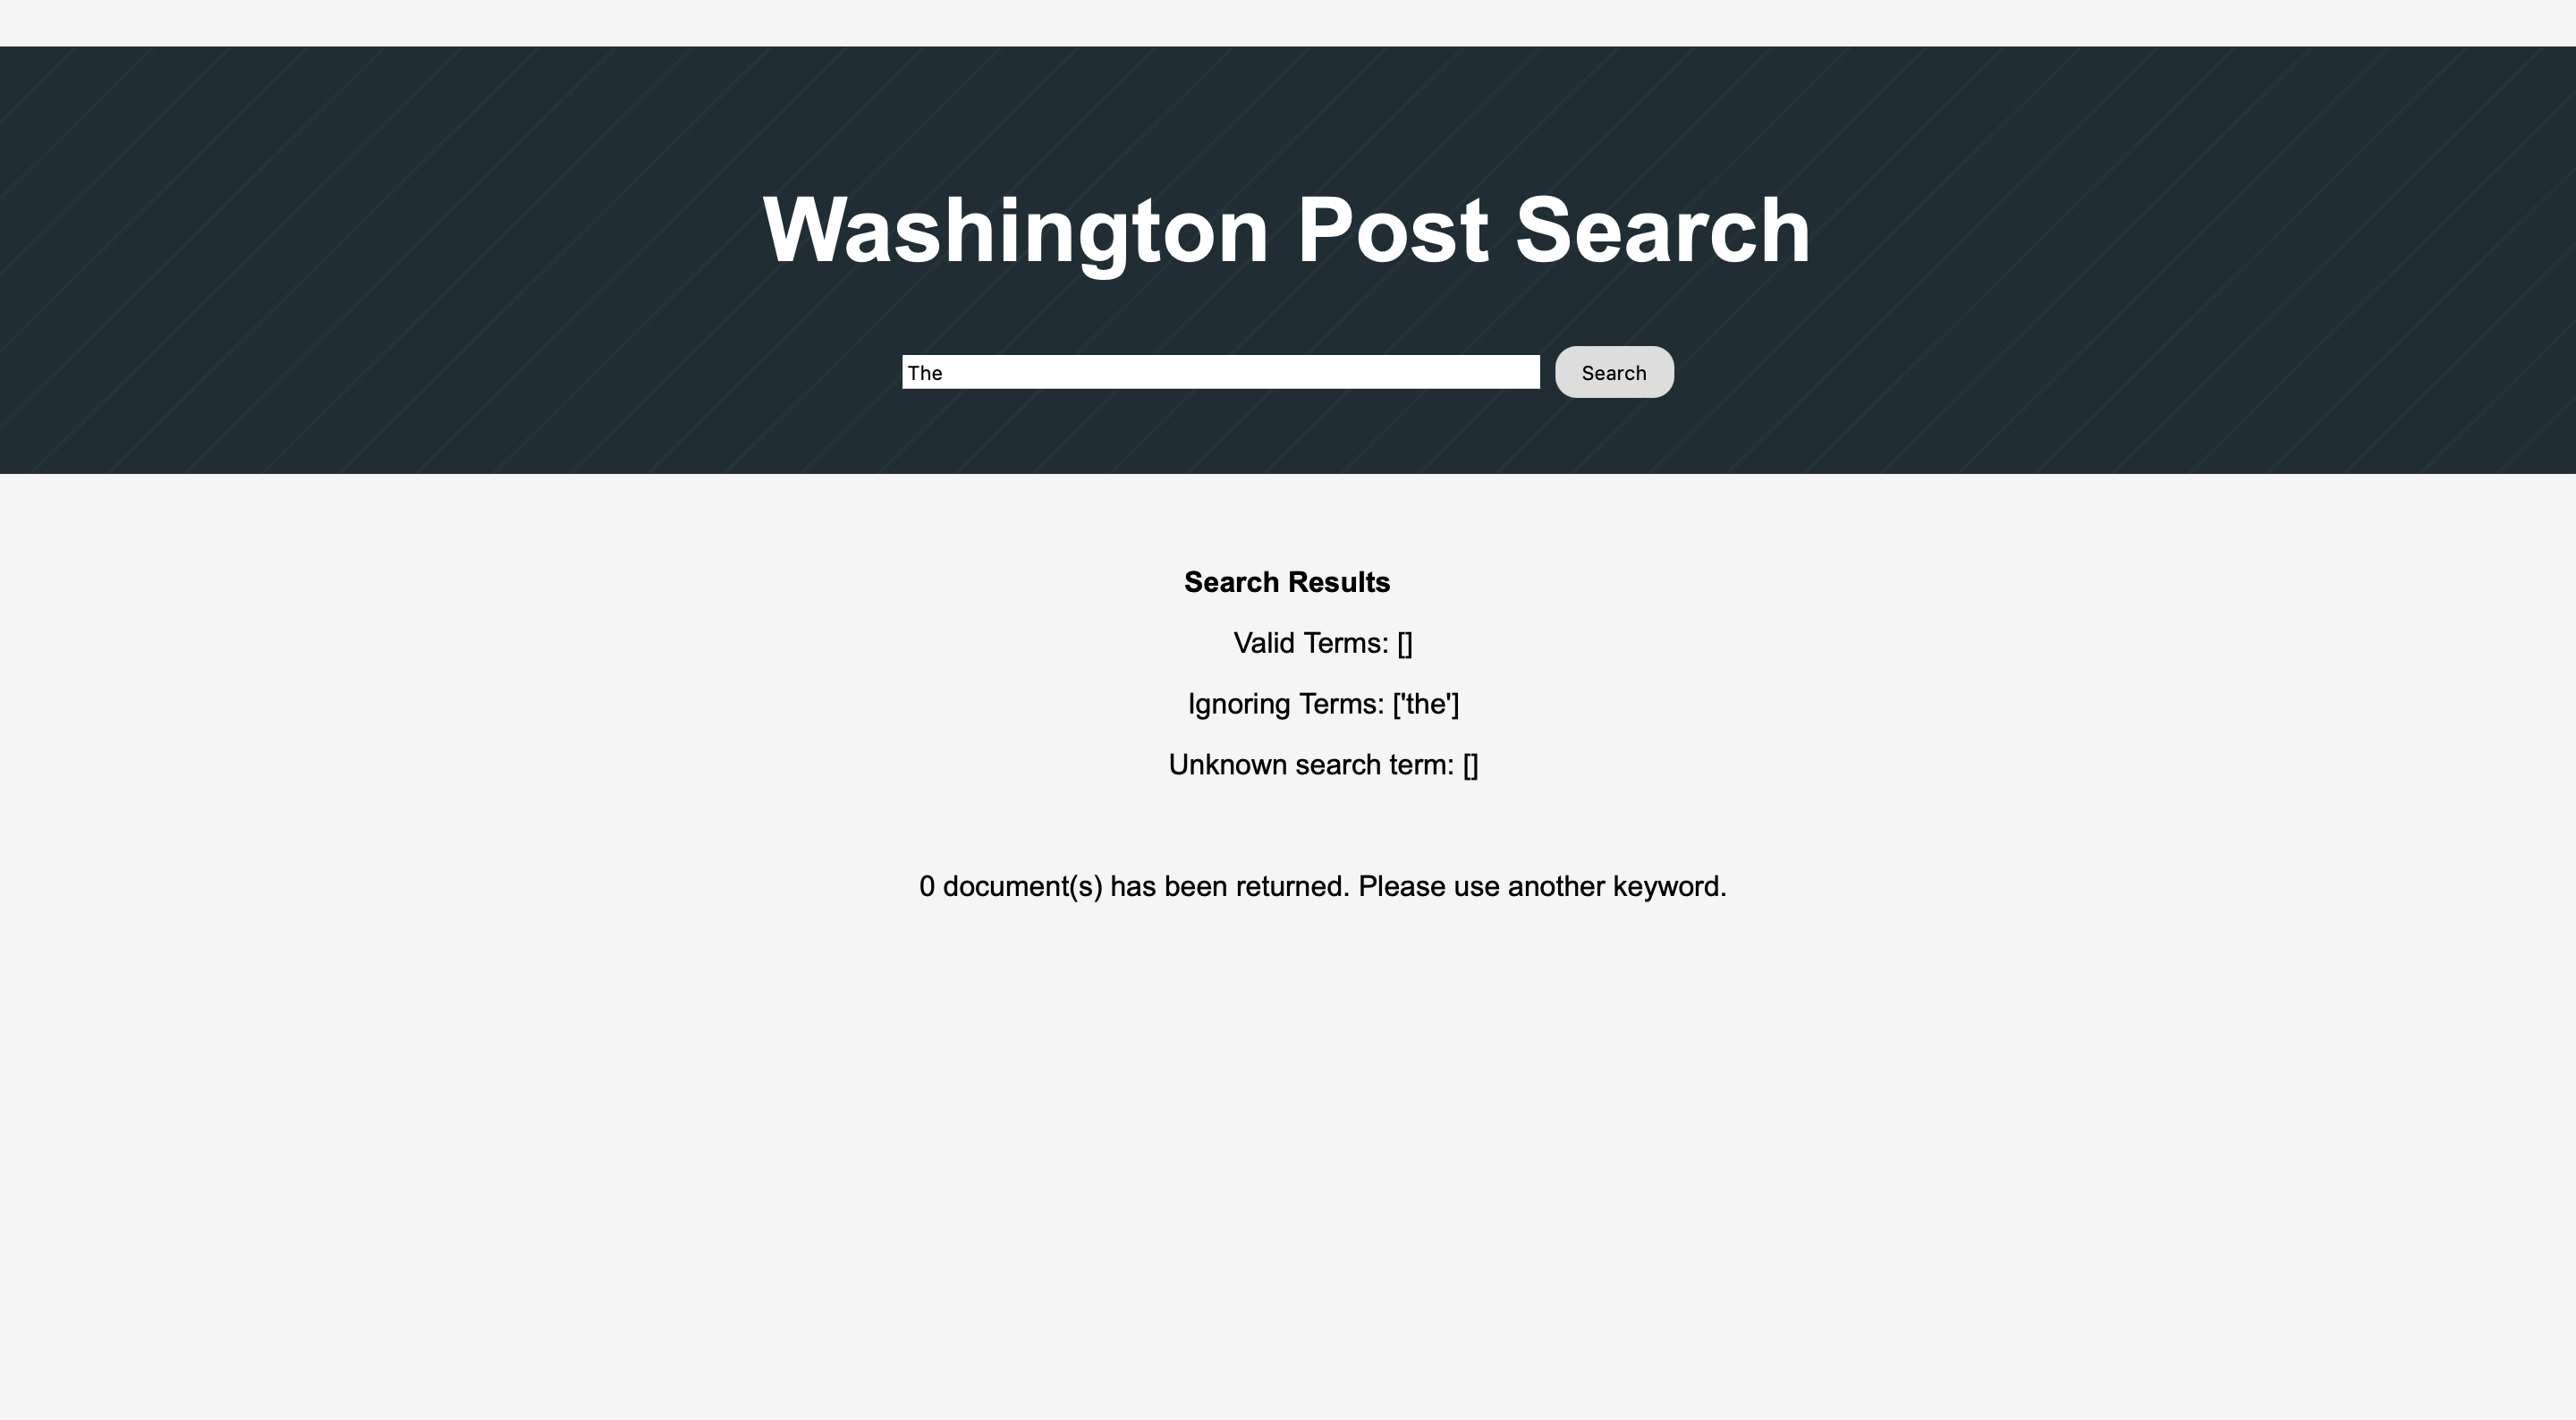 Washington Post Search
The
Search
Search Results
Valid Terms: []
Ignoring Terms: ['the']
Unknown search term: []
0 document(s) has been returned. Please use another keyword.